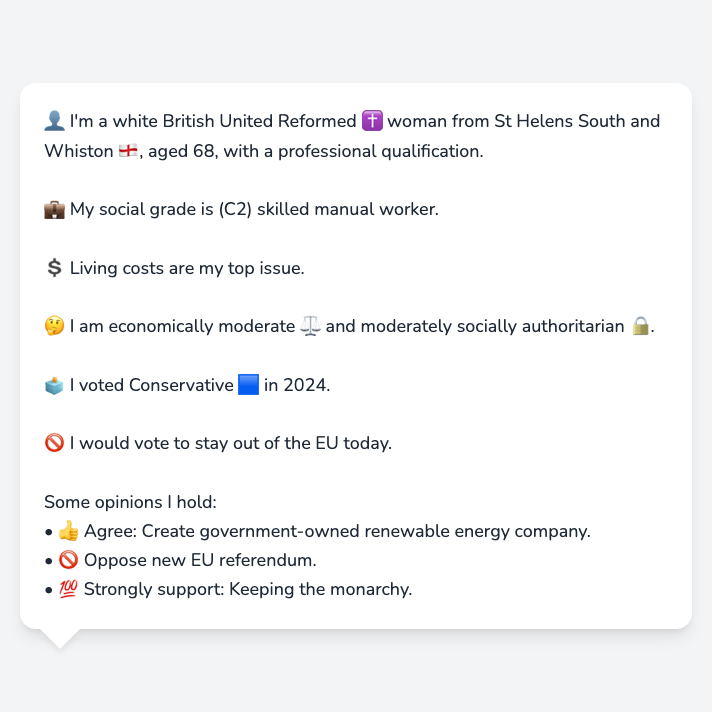 👤 I'm a white British United Reformed ✝️ woman from St Helens South and
Whiston 🏴󠁧󠁢󠁥󠁮󠁧󠁿, aged 68, with a professional qualification.
💼 My social grade is (C2) skilled manual worker.
💲 Living costs are my top issue.
🤔 I am economically moderate ⚖️ and moderately socially authoritarian 🔒.
🗳️ I voted Conservative 🟦 in 2024.
🚫 I would vote to stay out of the EU today.
Some opinions I hold:
• 👍 Agree: Create government-owned renewable energy company.
• 🚫 Oppose new EU referendum.
• 💯 Strongly support: Keeping the monarchy.